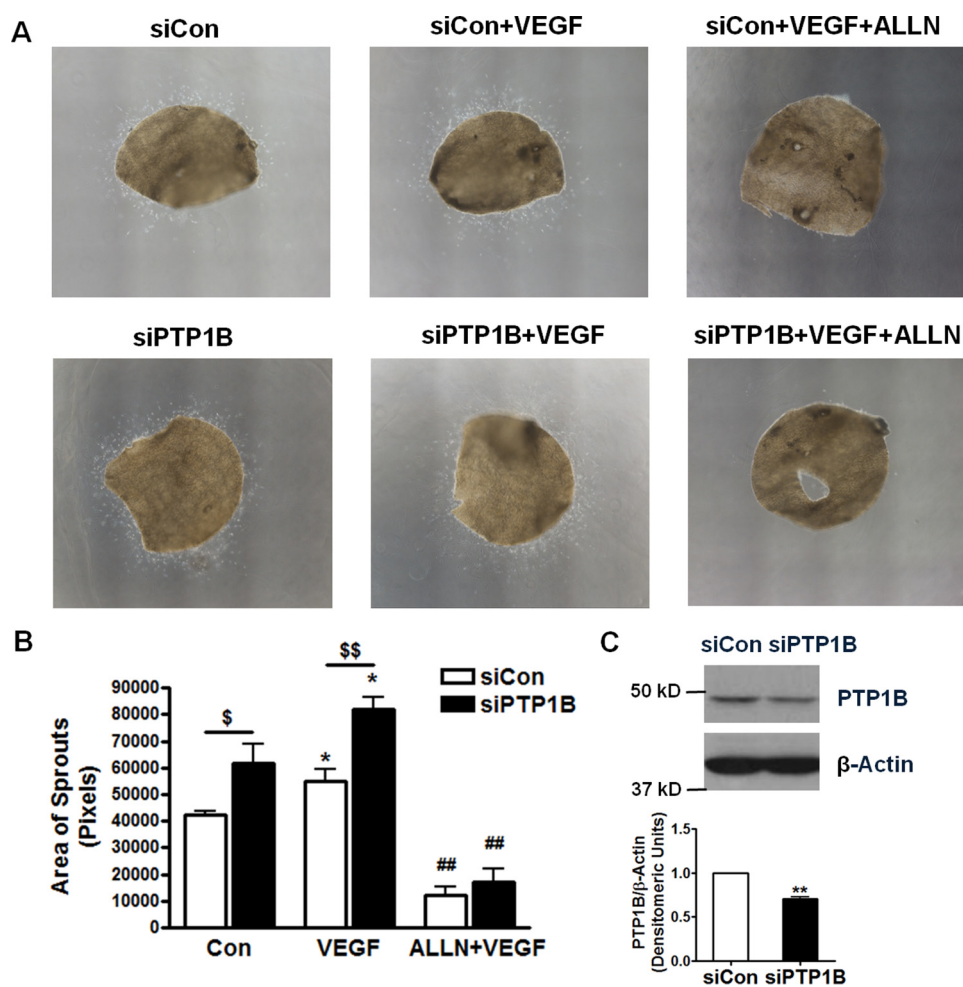 A
siCon
siCon+VEGF
siCon+VEGF+ALLN
siPTP1B
siPTP1B+VEGF
siPTP1B+VEGF+ALLN
B
Area of Sprouts
(Pixels)
90000
80000
70000
60000
50000
40000
30000
20000
10000
0
$
*
$$
*
##
##
siCon
siPTP1B
Con
VEGF
ALLN+VEGF
C
siCon siPTP1B
50 kD
PTP1B
β-Actin
37 kD
PTP1B/β-Actin
(Densitomeric Units)
1.5
1.0
0.5
0.0
**
siCon
siPTP1B